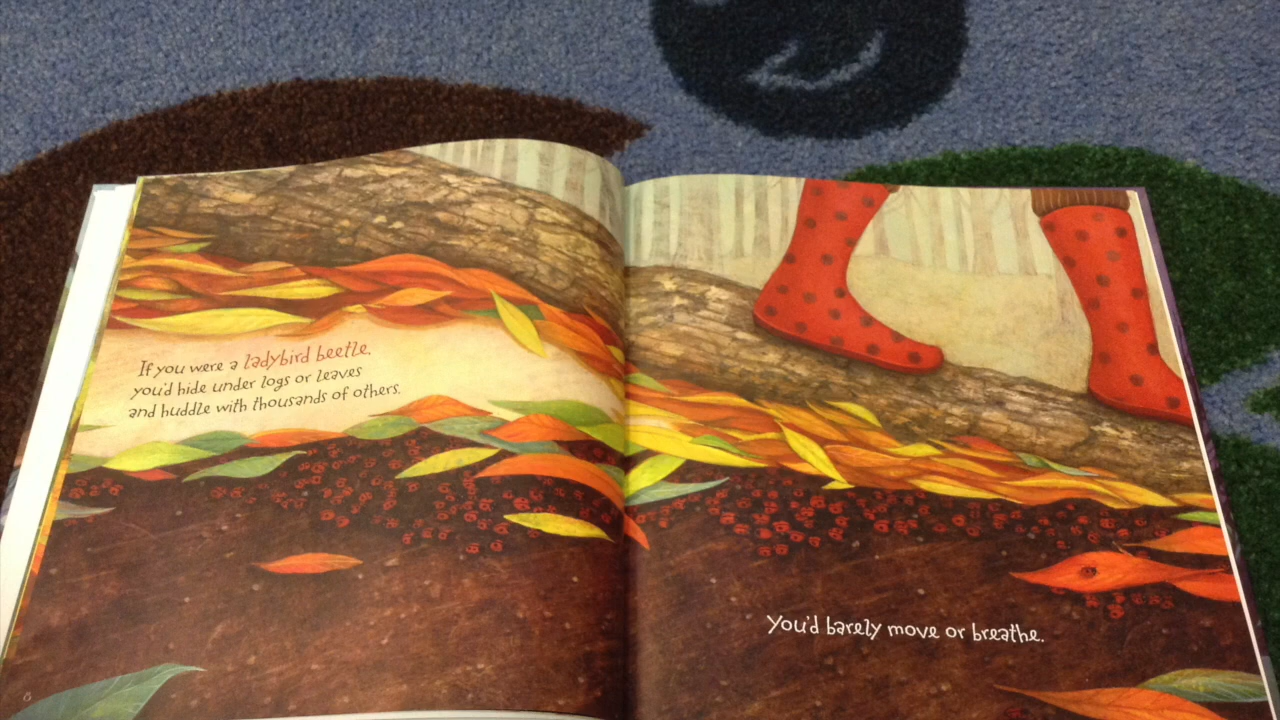 If you were a ladybird beetle,
you'd hide under logs or leaves
and huddle with thousands of others.
You'd barely move or breathe.